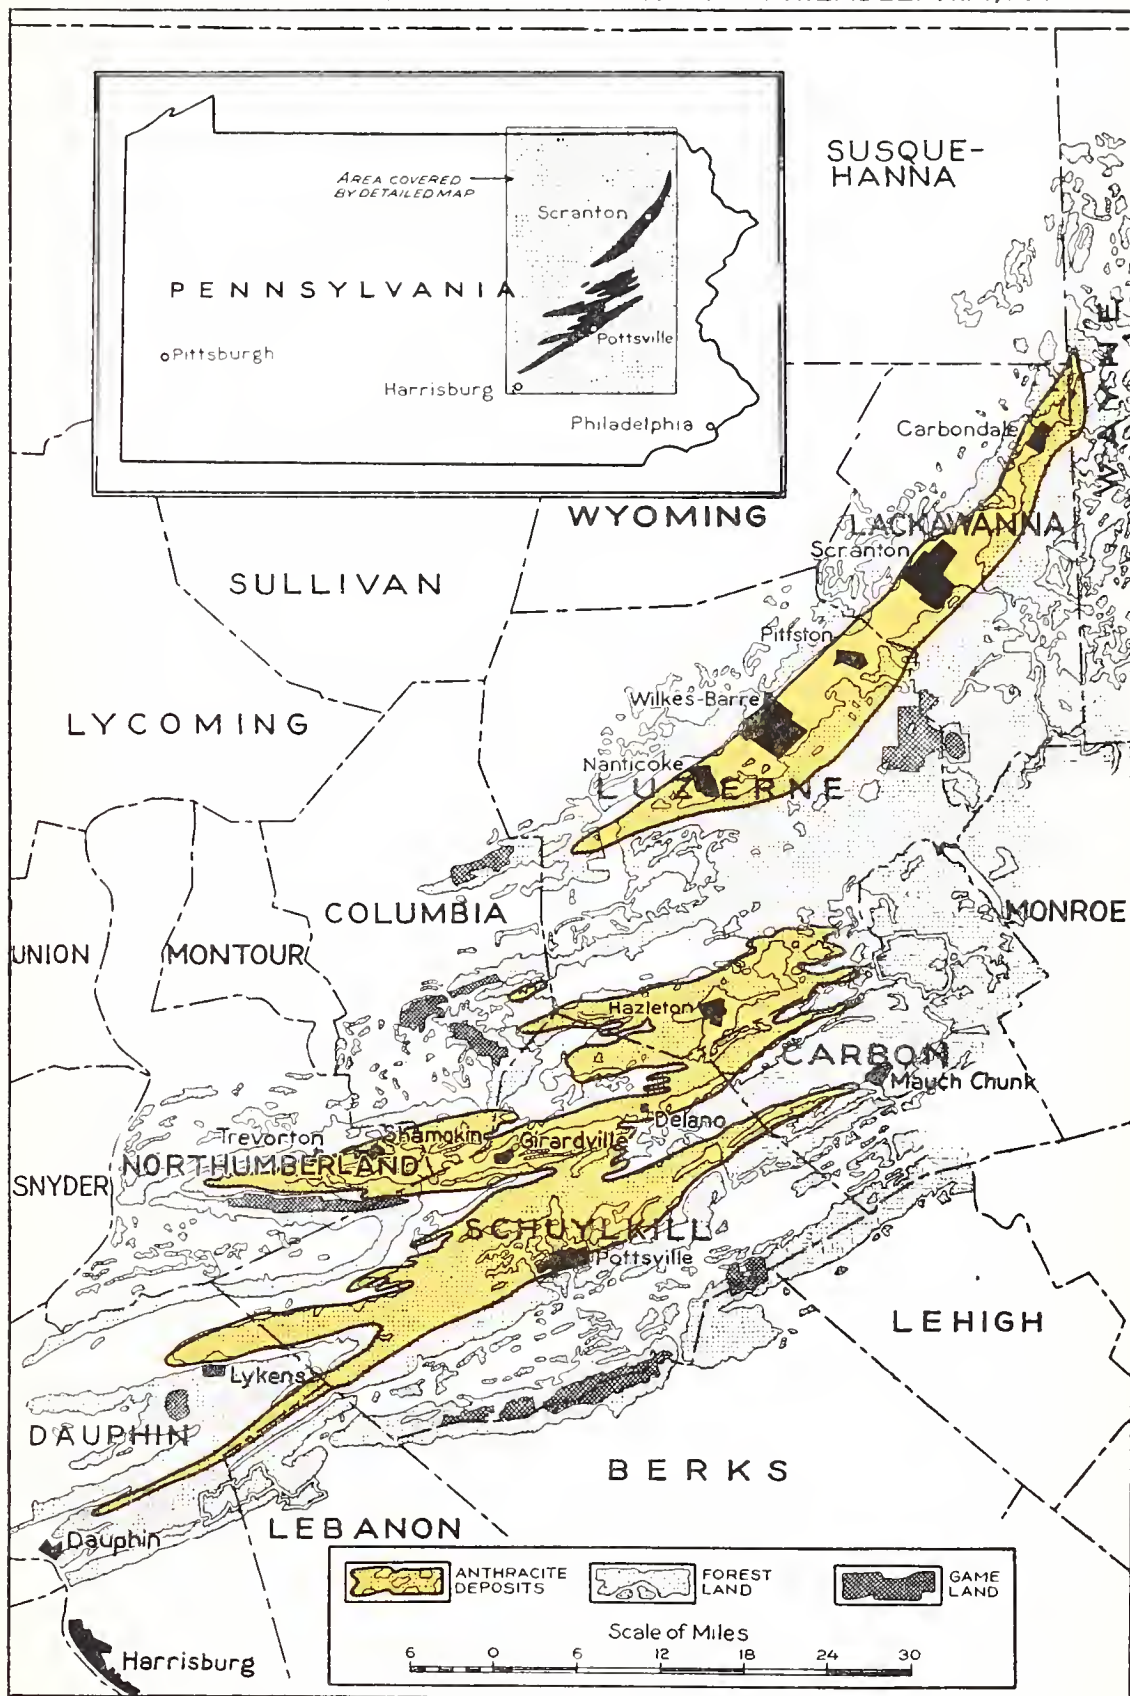 AREA COVERED
BY DETAILED MAP
Scranton
PENNSYLVANIA
Pittsburgh
Pottsville
Harrisburg
Philadelphia
SUSQUE-
HANNA
WAYNE
Carbondale
WYOMING
LACKAWANNA
Scranton
SULLIVAN
Pittston
Wilkes-Barre
LYCOMING
Nanticoke
LUZERNE
COLUMBIA
MONROE
UNION
MONTOUR
Hazleton
CARBON
Mauch Chunk
Delano
Trevorton
Shamokin
Girardville
NORTHUMBERLAND
SNYDER
SCHUYLKILL
Pottsville
LEHIGH
Lykens
DAUPHIN
BERKS
LEBANON
Dauphin
Harrisburg
ANTHRACITE
DEPOSITS
FOREST
LAND
GAME
LAND
Scale of Miles
6 0 6 12 18 24 30